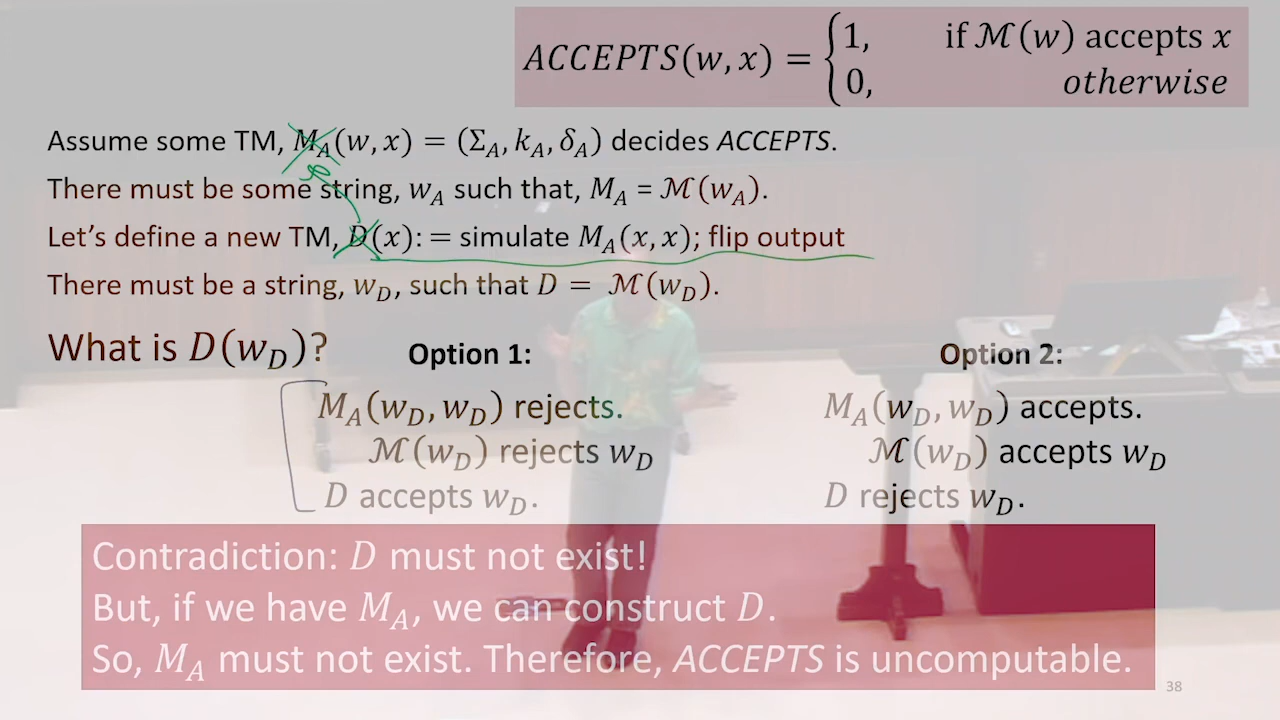 ACCEPTS(w, x) = { 1, if ℳ(w) accepts x
0, otherwise
Assume some TM, M_A(w, x) = (Σ_A, k_A, δ_A) decides ACCEPTS.
There must be some string, w_A such that, M_A = ℳ(w_A).
Let's define a new TM, D(x): = simulate M_A(x, x); flip output
There must be a string, w_D, such that D = ℳ(w_D).
What is D(w_D)?
Option 1:
M_A(w_D, w_D) rejects.
ℳ(w_D) rejects w_D
D accepts w_D.
Option 2:
M_A(w_D, w_D) accepts.
ℳ(w_D) accepts w_D
D rejects w_D.
Contradiction: D must not exist!
But, if we have M_A, we can construct D.
So, M_A must not exist. Therefore, ACCEPTS is uncomputable.
38